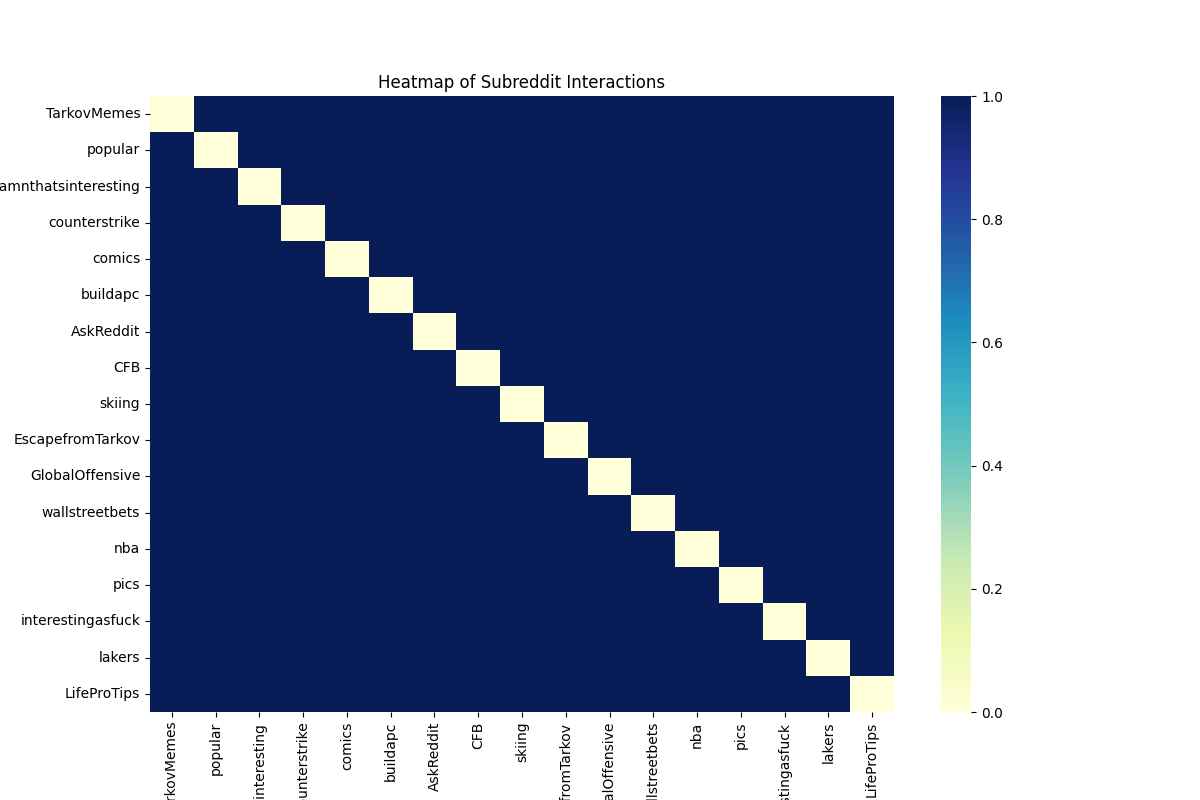 Heatmap of Subreddit Interactions
TarkovMemes
popular
amnthatsinteresting
counterstrike
comics
buildapc
AskReddit
CFB
skiing
EscapefromTarkov
GlobalOffensive
wallstreetbets
nba
pics
interestingasfuck
lakers
LifeProTips
rkovMemes
popular
interesting
unterstrike
comics
buildapc
AskReddit
CFB
skiing
fromTarkov
alOffensive
llstreetbets
nba
pics
stingasfuck
lakers
LifeProTips
1.0
0.8
0.6
0.4
0.2
0.0